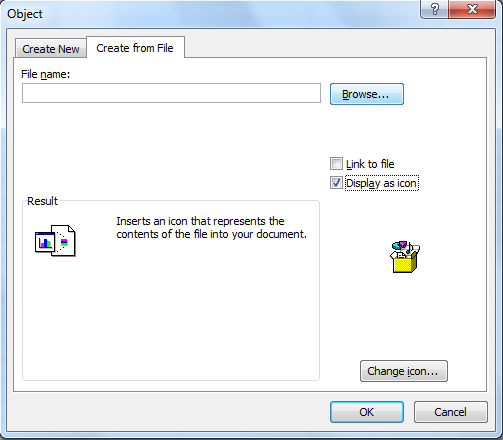 Object
Create New
Create from File
File name:
Browse...
Link to file
Display as icon
Result
Inserts an icon that represents the
contents of the file into your document.
Change icon...
OK
Cancel